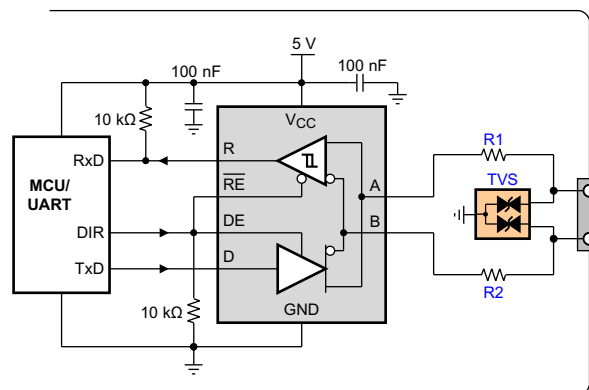 5 V
100 nF
100 nF
10 kΩ
VCC
R1
RxD
R
TVS
MCU/
UART
RE
A
DIR
DE
B
TxD
D
10 kΩ
GND
R2